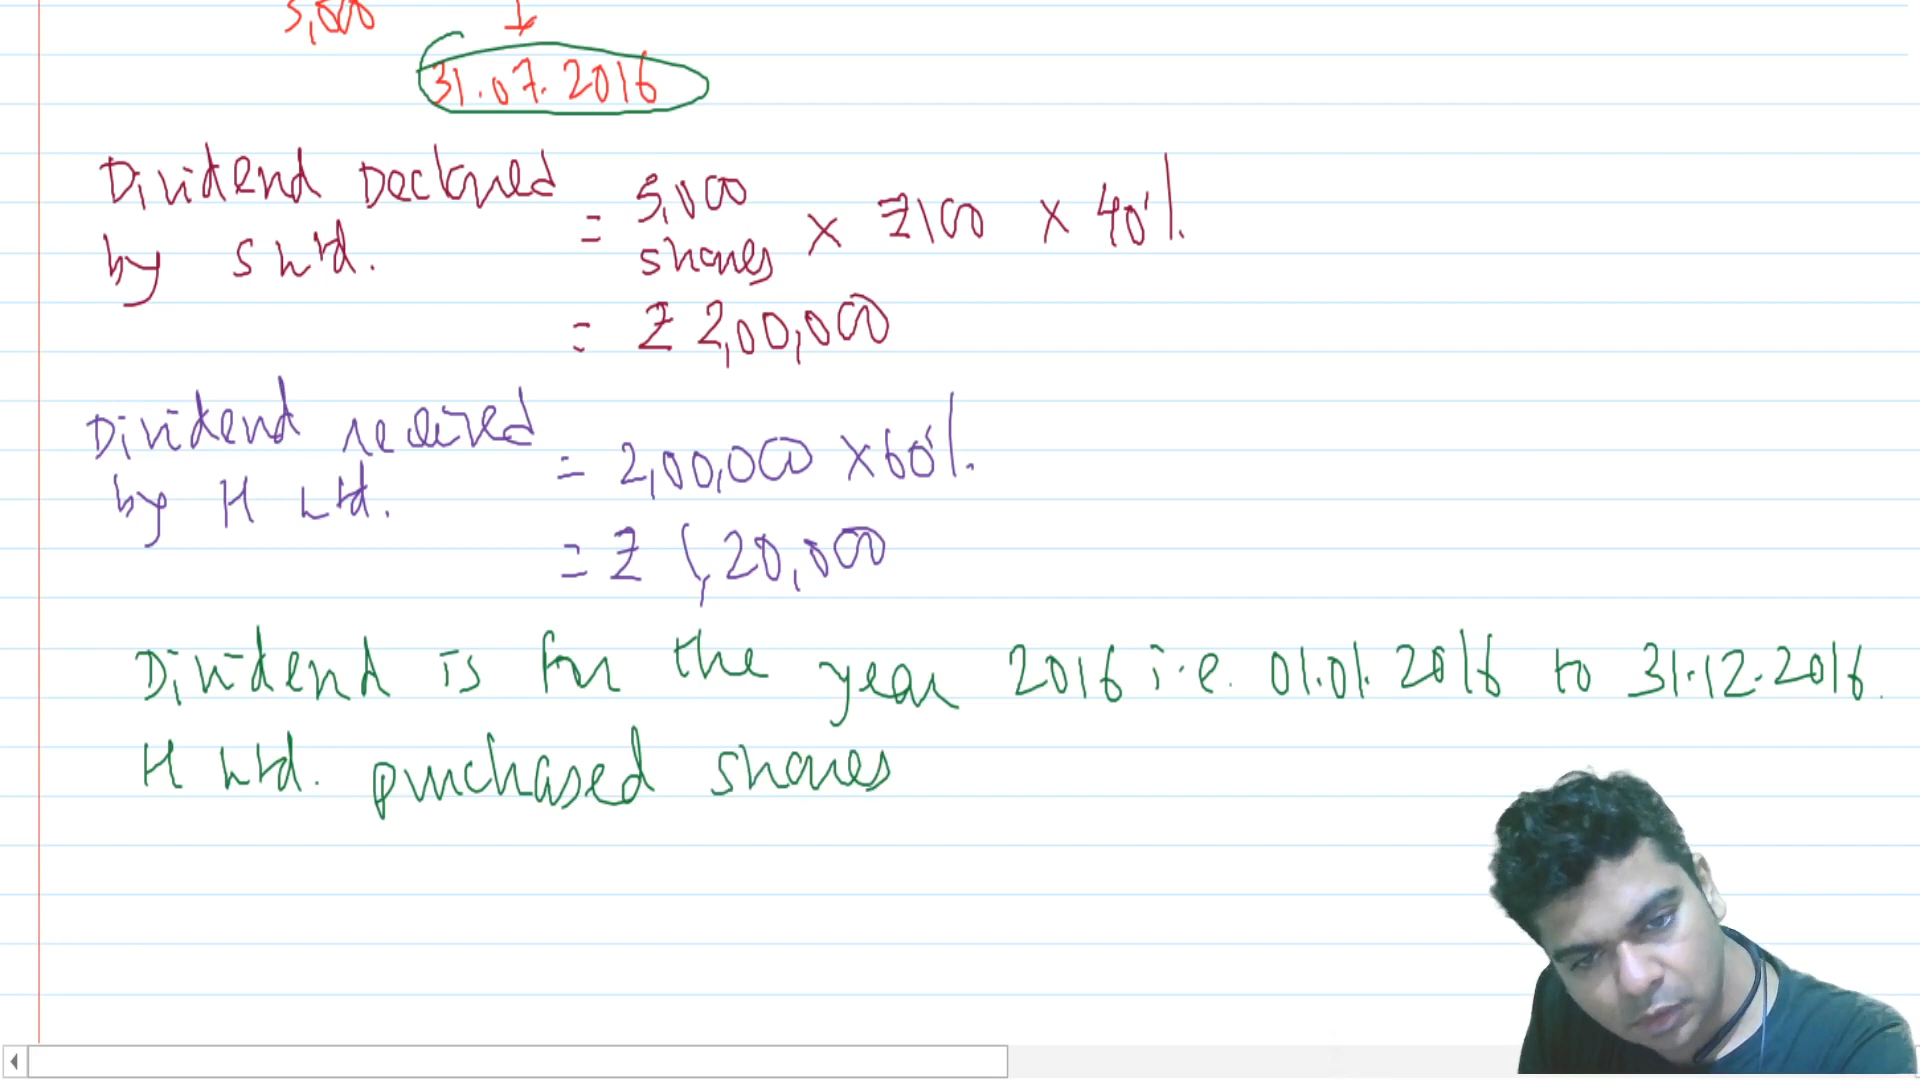 5,000
31.07.2016
Dividend Declared
by S Ltd.
= 5,000 shares × ₹100 × 40%
= ₹ 2,00,000
Dividend received
by H Ltd.
= 2,00,000 × 60%
= ₹ 1,20,000
Dividend is for the year 2016 i.e. 01.01.2016 to 31.12.2016.
H Ltd. purchased shares